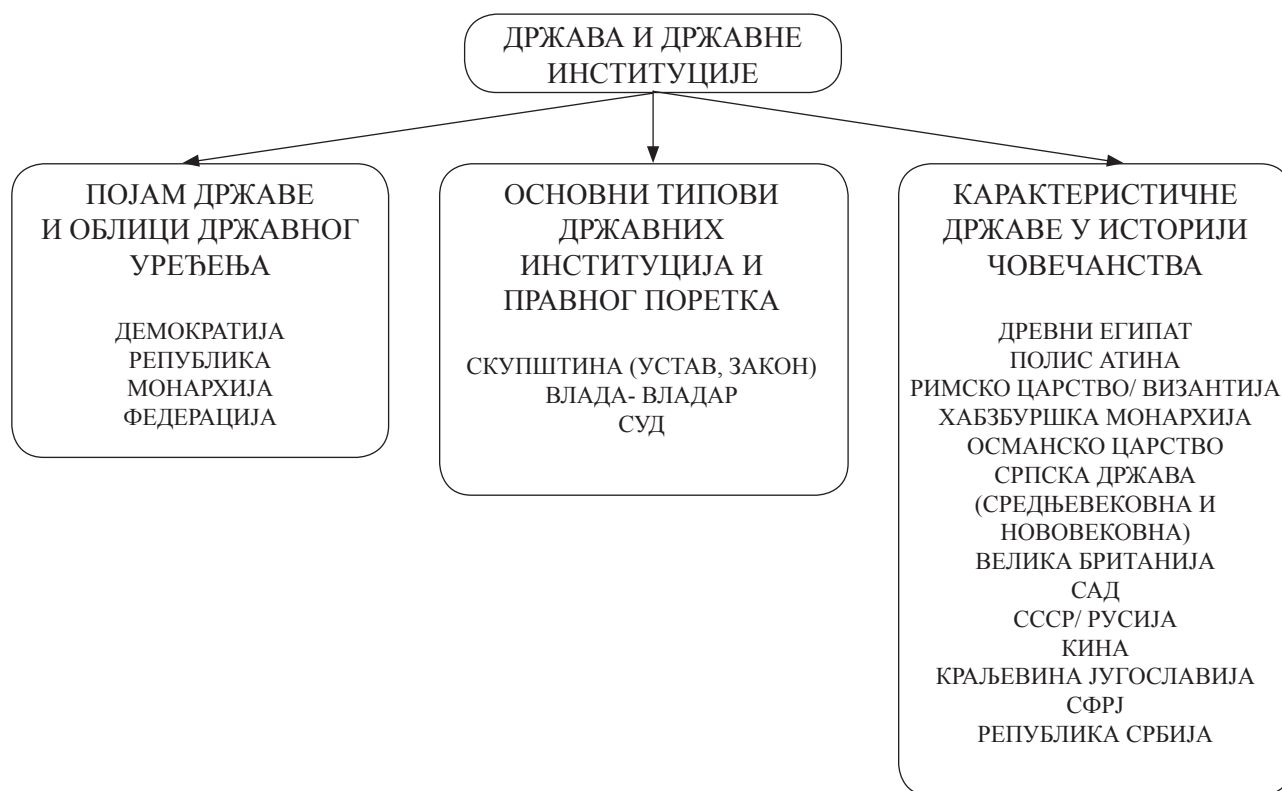 ДРЖАВА И ДРЖАВНЕ
ИНСТИТУЦИЈЕ
ПОЈАМ ДРЖАВЕ
И ОБЛИЦИ ДРЖАВНОГ
УРЕЂЕЊА
ДЕМОКРАТИЈА
РЕПУБЛИКА
МОНАРХИЈА
ФЕДЕРАЦИЈА
ОСНОВНИ ТИПОВИ
ДРЖАВНИХ
ИНСТИТУЦИЈА И
ПРАВНОГ ПОРЕТКА
СКУПШТИНА (УСТАВ, ЗАКОН)
ВЛАДА- ВЛАДАР
СУД
КАРАКТЕРИСТИЧНЕ
ДРЖАВЕ У ИСТОРИЈИ
ЧОВЕЧАНСТВА
ДРЕВНИ ЕГИПАТ
ПОЛИС АТИНА
РИМСКО ЦАРСТВО/ ВИЗАНТИЈА
ХАБЗБУРШКА МОНАРХИЈА
ОСМАНСКО ЦАРСТВО
СРПСКА ДРЖАВА
(СРЕДЊЕВЕКОВНА И
НОВОВЕКОВНА)
ВЕЛИКА БРИТАНИЈА
САД
СССР/ РУСИЈА
КИНА
КРАЉЕВИНА ЈУГОСЛАВИЈА
СФРЈ
РЕПУБЛИКА СРБИЈА